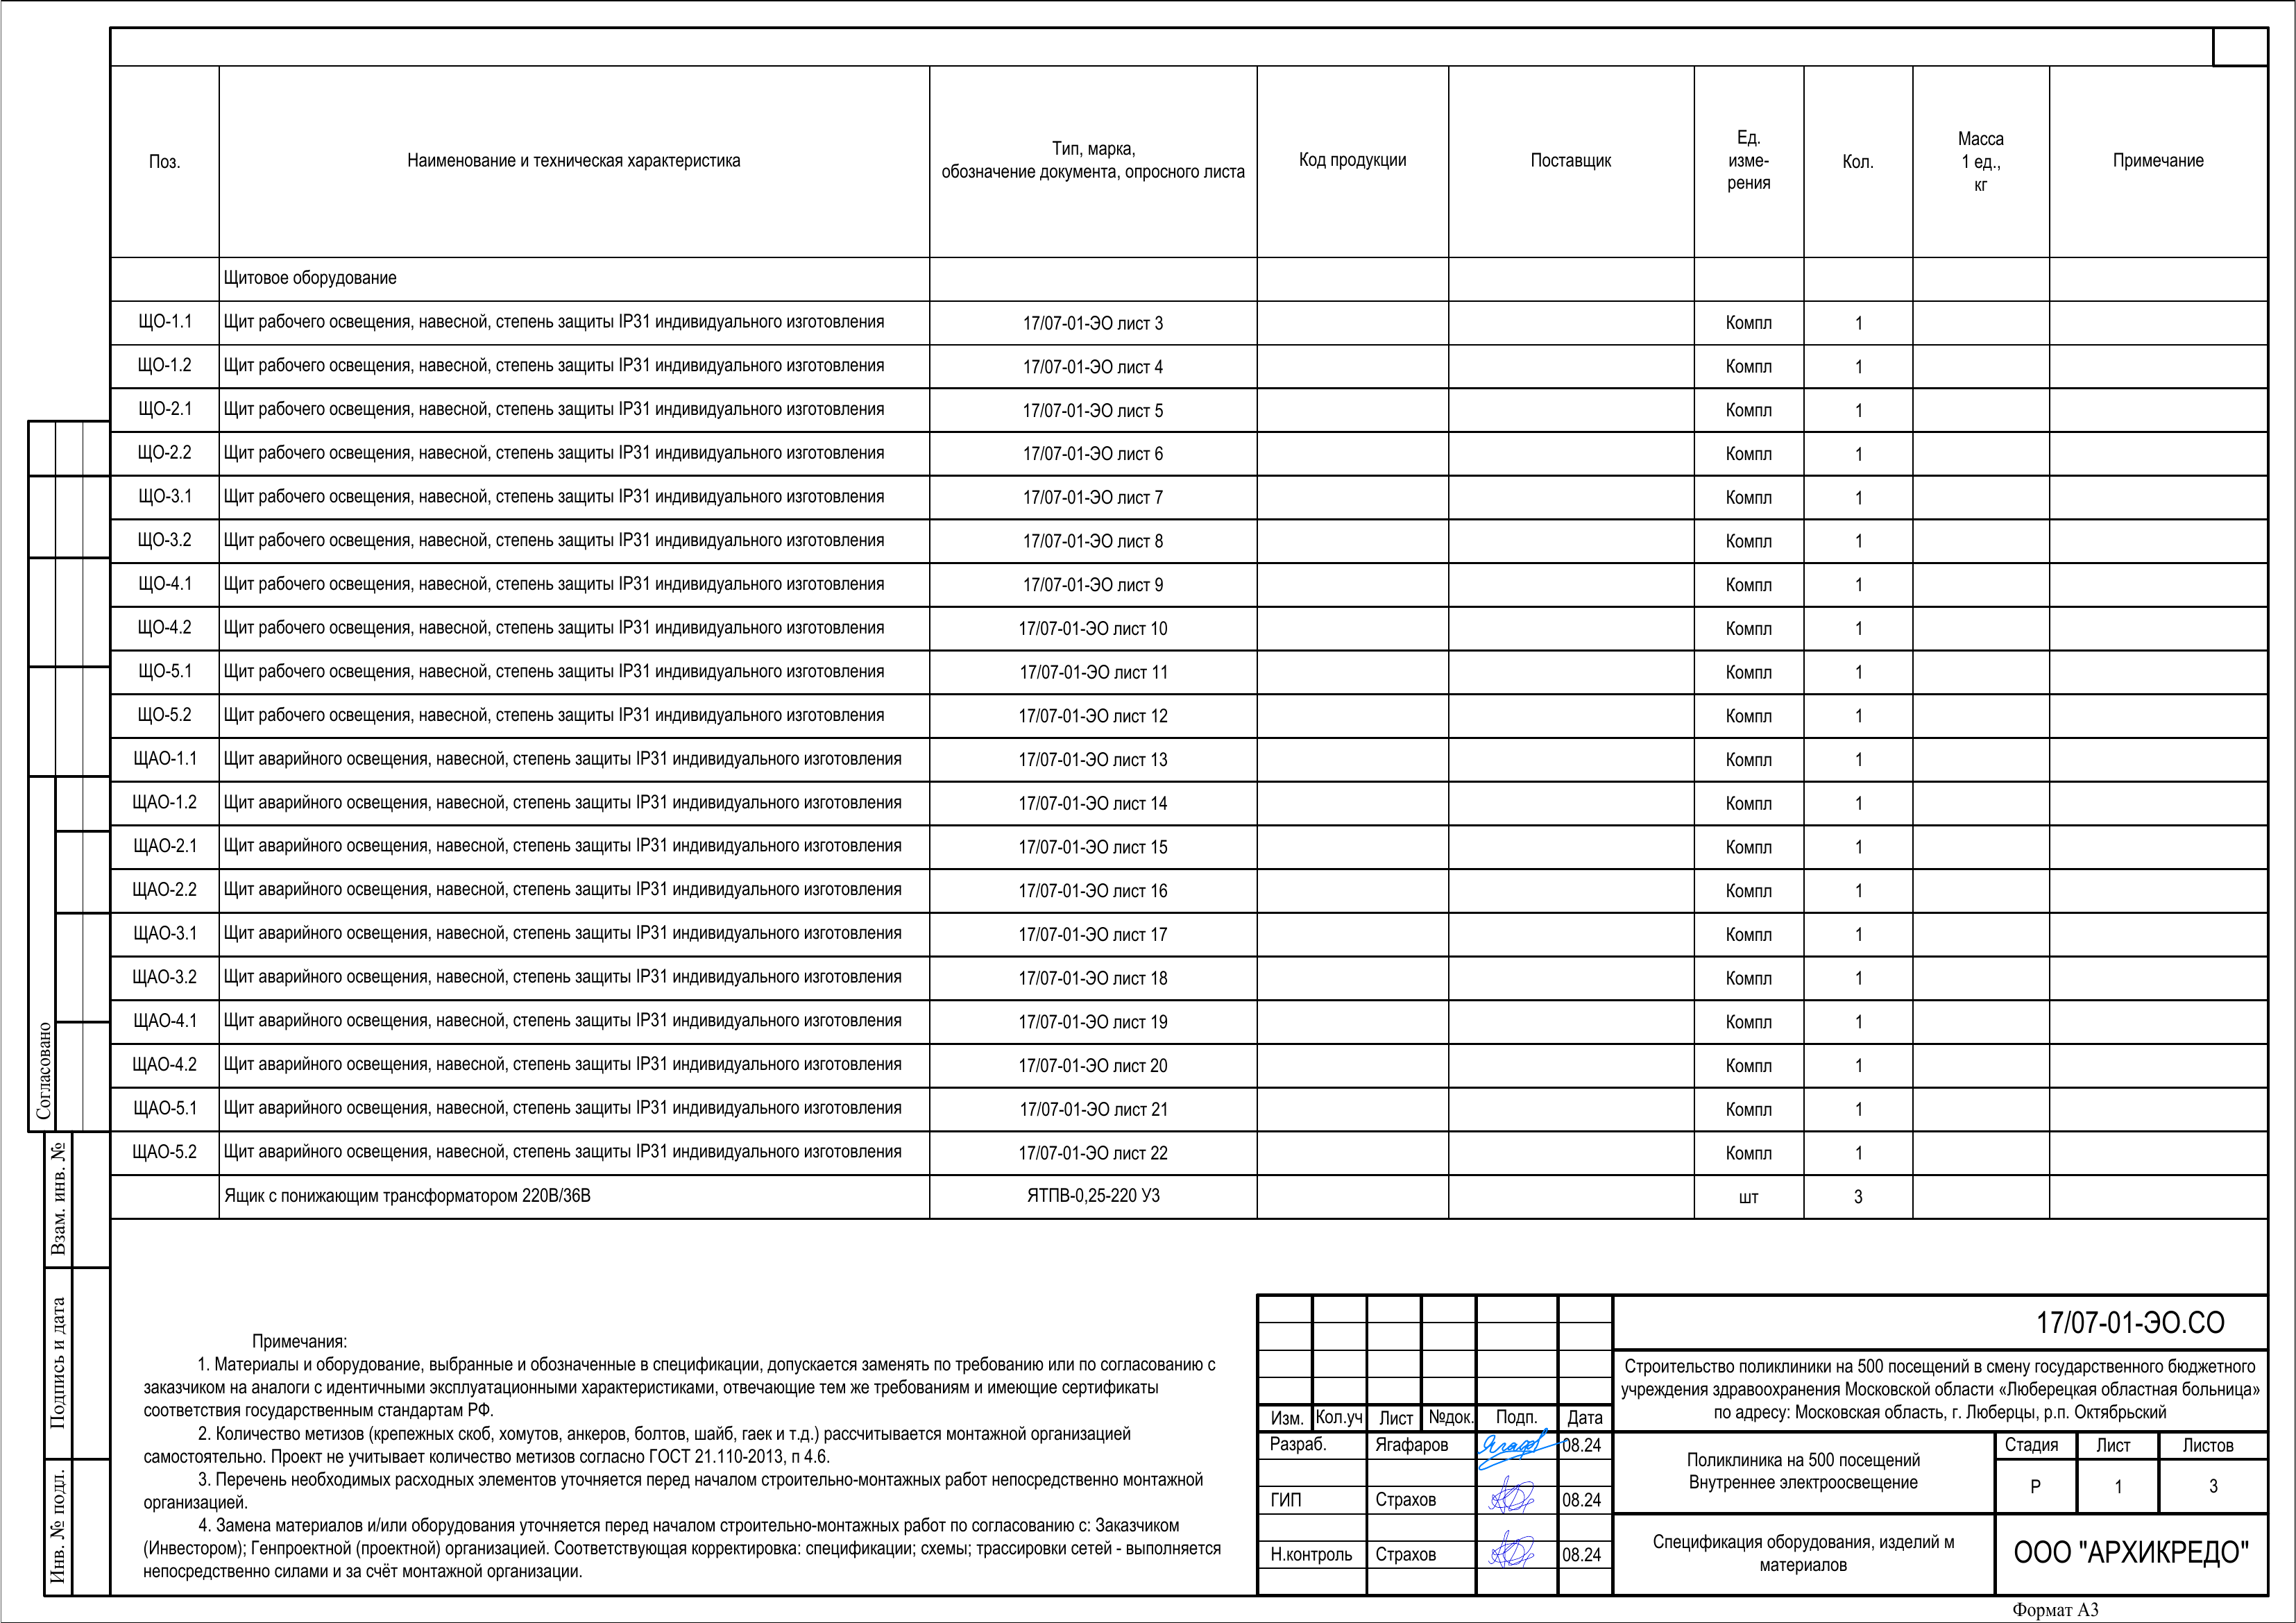 Поз.
Наименование и техническая характеристика
Тип, марка,
обозначение документа, опросного листа
Код продукции
Поставщик
Ед.
изме-
рения
Кол.
Масса
1 ед.,
кг
Примечание
Щитовое оборудование
ЩО-1.1 Щит рабочего освещения, навесной, степень защиты IP31 индивидуального изготовления 17/07-01-ЭО лист 3 Компл 1
ЩО-1.2 Щит рабочего освещения, навесной, степень защиты IP31 индивидуального изготовления 17/07-01-ЭО лист 4 Компл 1
ЩО-2.1 Щит рабочего освещения, навесной, степень защиты IP31 индивидуального изготовления 17/07-01-ЭО лист 5 Компл 1
ЩО-2.2 Щит рабочего освещения, навесной, степень защиты IP31 индивидуального изготовления 17/07-01-ЭО лист 6 Компл 1
ЩО-3.1 Щит рабочего освещения, навесной, степень защиты IP31 индивидуального изготовления 17/07-01-ЭО лист 7 Компл 1
ЩО-3.2 Щит рабочего освещения, навесной, степень защиты IP31 индивидуального изготовления 17/07-01-ЭО лист 8 Компл 1
ЩО-4.1 Щит рабочего освещения, навесной, степень защиты IP31 индивидуального изготовления 17/07-01-ЭО лист 9 Компл 1
ЩО-4.2 Щит рабочего освещения, навесной, степень защиты IP31 индивидуального изготовления 17/07-01-ЭО лист 10 Компл 1
ЩО-5.1 Щит рабочего освещения, навесной, степень защиты IP31 индивидуального изготовления 17/07-01-ЭО лист 11 Компл 1
ЩО-5.2 Щит рабочего освещения, навесной, степень защиты IP31 индивидуального изготовления 17/07-01-ЭО лист 12 Компл 1
ЩАО-1.1 Щит аварийного освещения, навесной, степень защиты IP31 индивидуального изготовления 17/07-01-ЭО лист 13 Компл 1
ЩАО-1.2 Щит аварийного освещения, навесной, степень защиты IP31 индивидуального изготовления 17/07-01-ЭО лист 14 Компл 1
ЩАО-2.1 Щит аварийного освещения, навесной, степень защиты IP31 индивидуального изготовления 17/07-01-ЭО лист 15 Компл 1
ЩАО-2.2 Щит аварийного освещения, навесной, степень защиты IP31 индивидуального изготовления 17/07-01-ЭО лист 16 Компл 1
ЩАО-3.1 Щит аварийного освещения, навесной, степень защиты IP31 индивидуального изготовления 17/07-01-ЭО лист 17 Компл 1
ЩАО-3.2 Щит аварийного освещения, навесной, степень защиты IP31 индивидуального изготовления 17/07-01-ЭО лист 18 Компл 1
ЩАО-4.1 Щит аварийного освещения, навесной, степень защиты IP31 индивидуального изготовления 17/07-01-ЭО лист 19 Компл 1
ЩАО-4.2 Щит аварийного освещения, навесной, степень защиты IP31 индивидуального изготовления 17/07-01-ЭО лист 20 Компл 1
ЩАО-5.1 Щит аварийного освещения, навесной, степень защиты IP31 индивидуального изготовления 17/07-01-ЭО лист 21 Компл 1
ЩАО-5.2 Щит аварийного освещения, навесной, степень защиты IP31 индивидуального изготовления 17/07-01-ЭО лист 22 Компл 1
Ящик с понижающим трансформатором 220В/36В ЯТПВ-0,25-220 У3 шт 3
Согласовано
Взам. инв. №
Подпись и дата
Инв. № подл.
Примечания:
1. Материалы и оборудование, выбранные и обозначенные в спецификации, допускается заменять по требованию или по согласованию с
заказчиком на аналоги с идентичными эксплуатационными характеристиками, отвечающие тем же требованиям и имеющие сертификаты
соответствия государственным стандартам РФ.
2. Количество метизов (крепежных скоб, хомутов, анкеров, болтов, шайб, гаек и т.д.) рассчитывается монтажной организацией
самостоятельно. Проект не учитывает количество метизов согласно ГОСТ 21.110-2013, п 4.6.
3. Перечень необходимых расходных элементов уточняется перед началом строительно-монтажных работ непосредственно монтажной
организацией.
4. Замена материалов и/или оборудования уточняется перед началом строительно-монтажных работ по согласованию с: Заказчиком
(Инвестором); Генпроектной (проектной) организацией. Соответствующая корректировка: спецификации; схемы; трассировки сетей - выполняется
непосредственно силами и за счёт монтажной организации.
17/07-01-ЭО.СО
Строительство поликлиники на 500 посещений в смену государственного бюджетного
учреждения здравоохранения Московской области «Люберецкая областная больница»
по адресу: Московская область, г. Люберцы, р.п. Октябрьский
Изм. Кол.уч Лист №док. Подп. Дата
Разраб. Ягафаров Ягафов 08.24
ГИП Страхов 08.24
Н.контроль Страхов 08.24
Поликлиника на 500 посещений
Внутреннее электроосвещение
Стадия Лист Листов
Р 1 3
Спецификация оборудования, изделий м
материалов
ООО "АРХИКРЕДО"
Формат А3